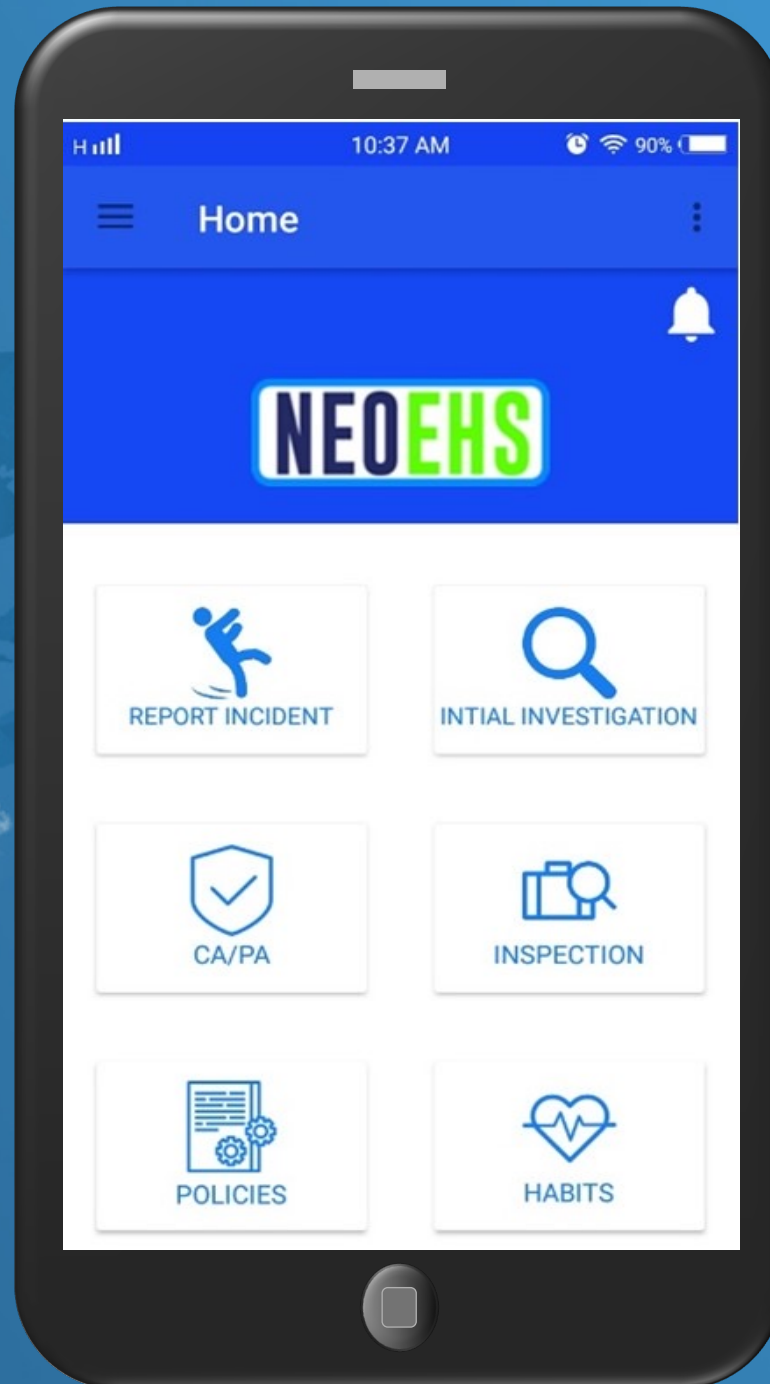 H 10:37 AM 90%
Home
NEOEHS
REPORT INCIDENT INTIAL INVESTIGATION
CA/PA INSPECTION
POLICIES HABITS